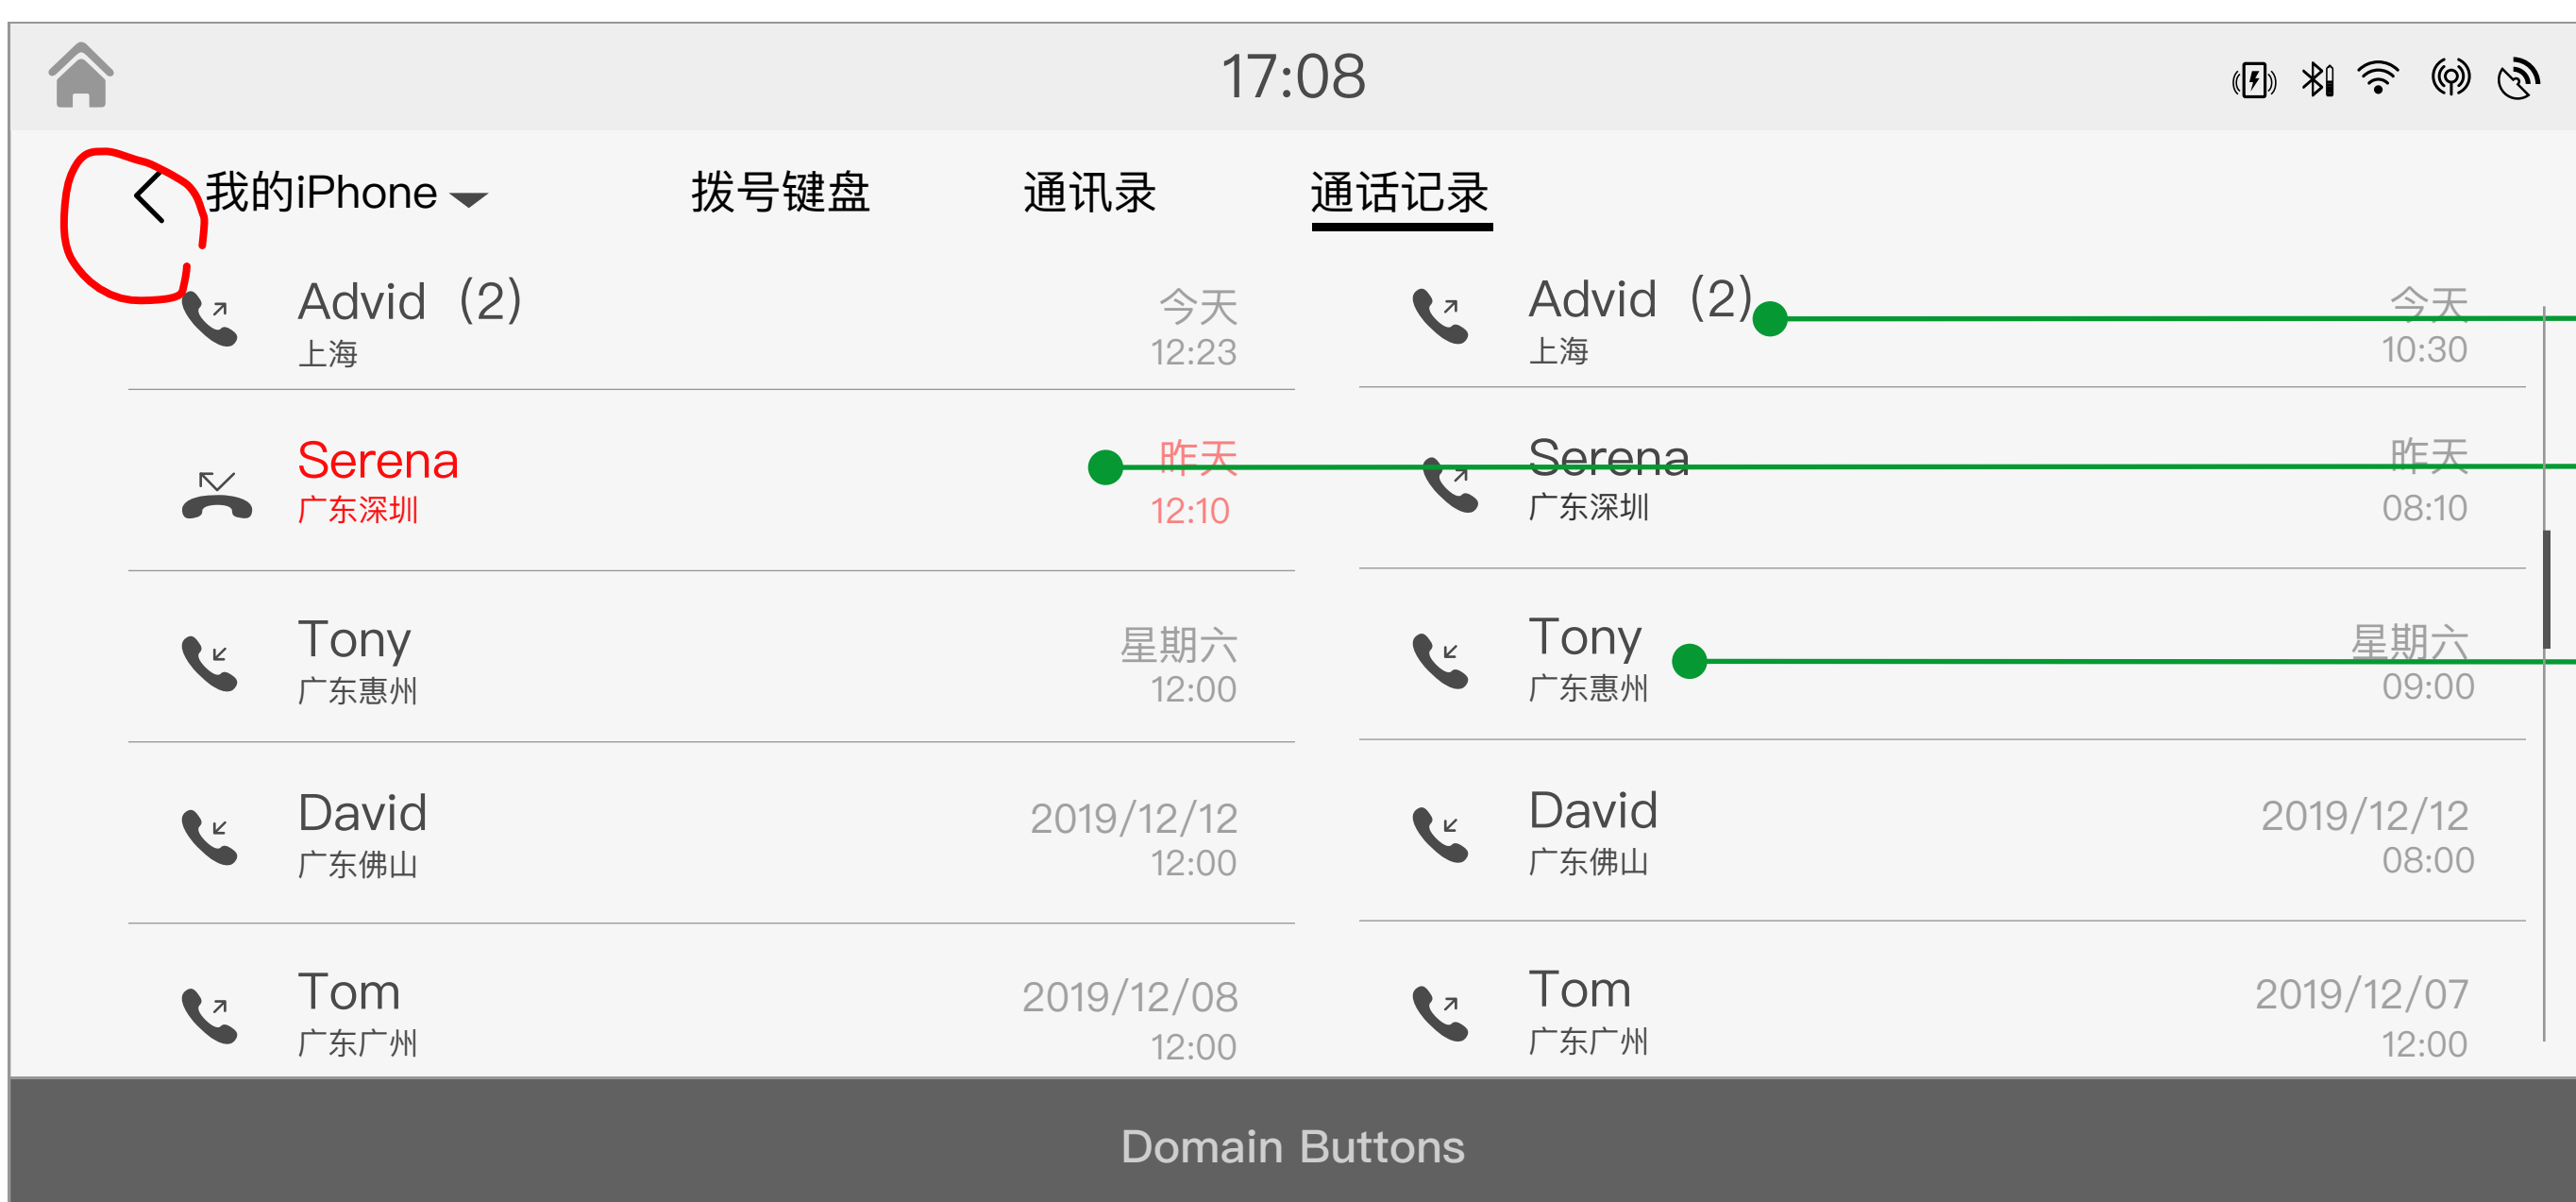 17:08
我的iPhone 拨号键盘 通讯录 通话记录
Advid（2）
上海
今天
12:23
Serena
广东深圳
昨天
12:10
Tony
广东惠州
星期六
12:00
David
广东佛山
2019/12/12
12:00
Tom
广东广州
2019/12/08
12:00
Advid（2）
上海
今天
10:30
Serena
广东深圳
昨天
08:10
Tony
广东惠州
星期六
09:00
David
广东佛山
2019/12/12
08:00
Tom
广东广州
2019/12/07
12:00
Domain Buttons